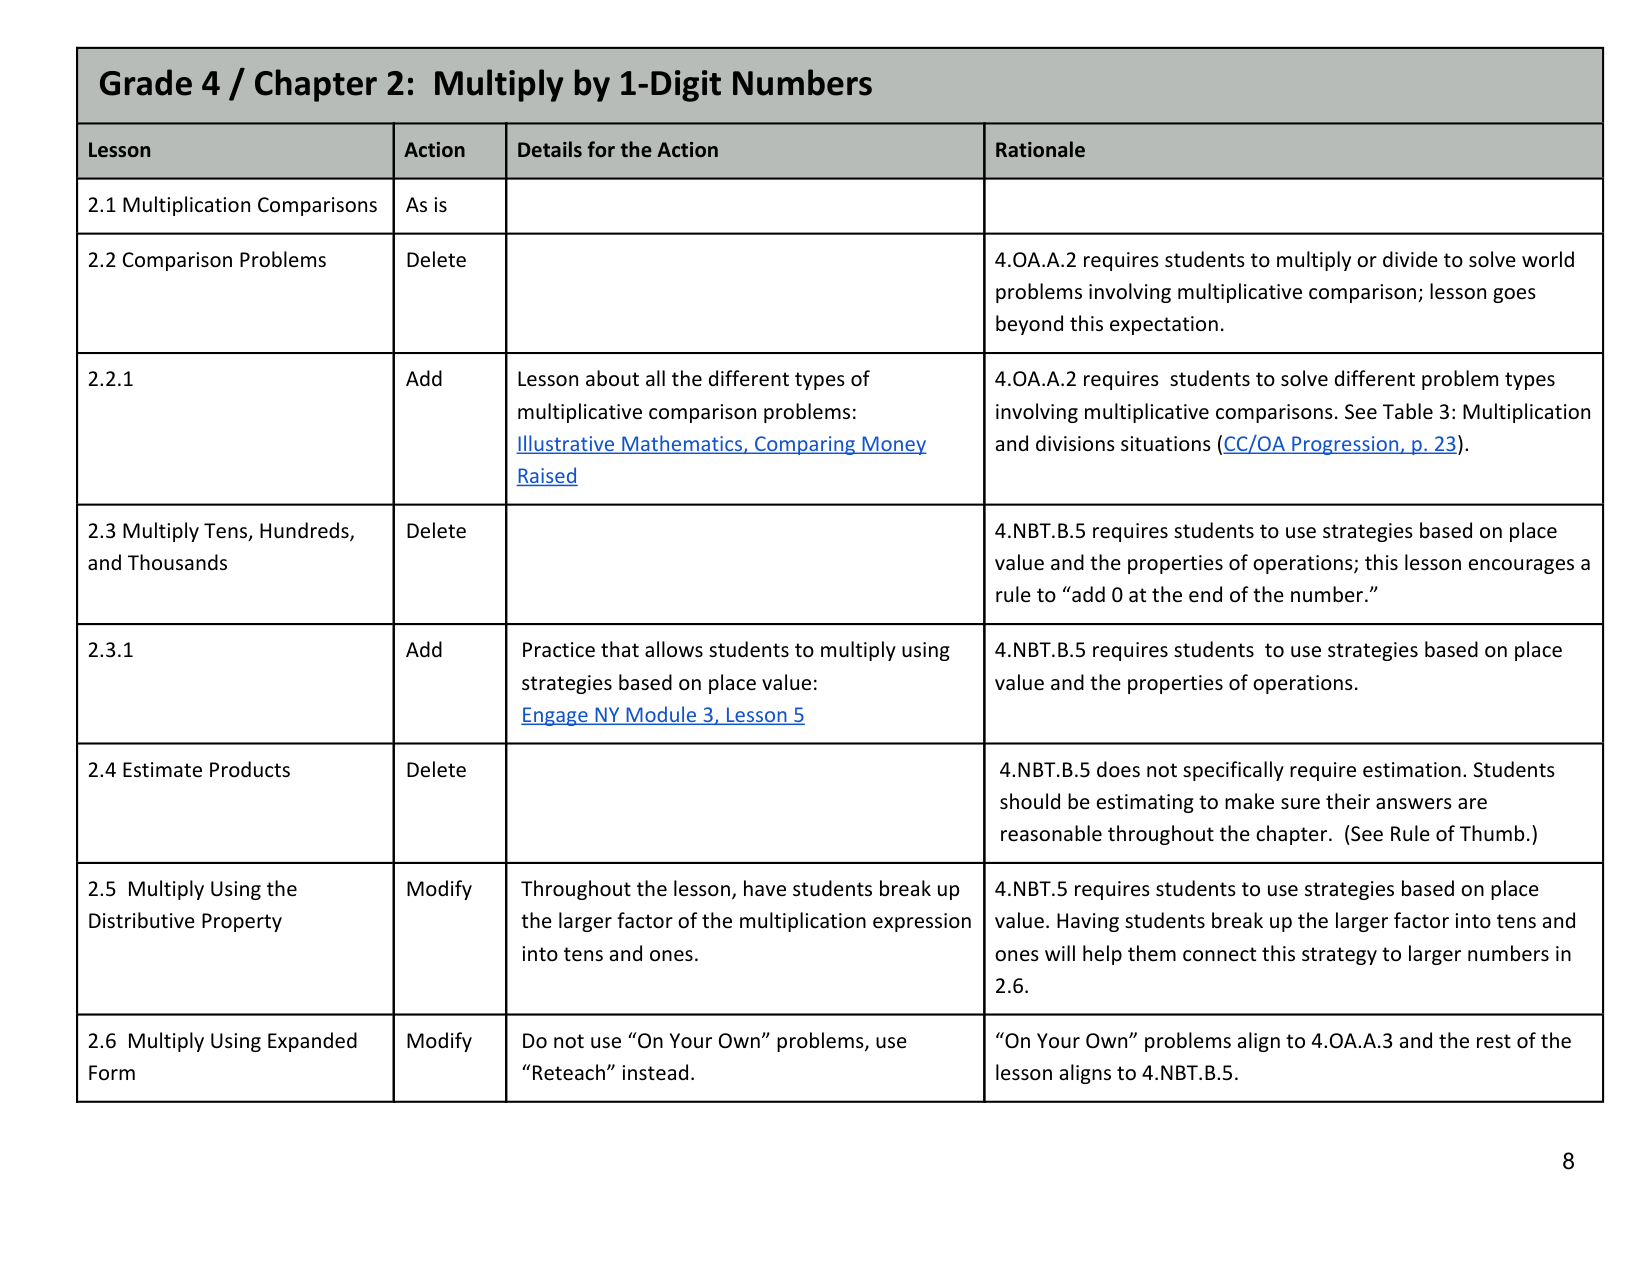 Grade 4 / Chapter 2:  Multiply by 1-Digit Numbers
Lesson
Action
Details for the Action
Rationale
2.1 Multiplication Comparisons
As is
2.2 Comparison Problems
Delete
4.OA.A.2 requires students to multiply or divide to solve world
problems involving multiplicative comparison; lesson goes
beyond this expectation.
2.2.1
Add
Lesson about all the different types of
multiplicative comparison problems:
Illustrative Mathematics, Comparing Money
Raised
4.OA.A.2 requires  students to solve different problem types
involving multiplicative comparisons. See Table 3: Multiplication
and divisions situations (CC/OA Progression, p. 23).
2.3 Multiply Tens, Hundreds,
and Thousands
Delete
4.NBT.B.5 requires students to use strategies based on place
value and the properties of operations; this lesson encourages a
rule to “add 0 at the end of the number.”
2.3.1
Add
Practice that allows students to multiply using
strategies based on place value:
Engage NY Module 3, Lesson 5
4.NBT.B.5 requires students  to use strategies based on place
value and the properties of operations.
2.4 Estimate Products
Delete
4.NBT.B.5 does not specifically require estimation. Students
should be estimating to make sure their answers are
reasonable throughout the chapter.  (See Rule of Thumb.)
2.5  Multiply Using the
Distributive Property
Modify
Throughout the lesson, have students break up
the larger factor of the multiplication expression
into tens and ones.
4.NBT.5 requires students to use strategies based on place
value. Having students break up the larger factor into tens and
ones will help them connect this strategy to larger numbers in
2.6.
2.6  Multiply Using Expanded
Form
Modify
Do not use “On Your Own” problems, use
“Reteach” instead.
“On Your Own” problems align to 4.OA.A.3 and the rest of the
lesson aligns to 4.NBT.B.5.
8